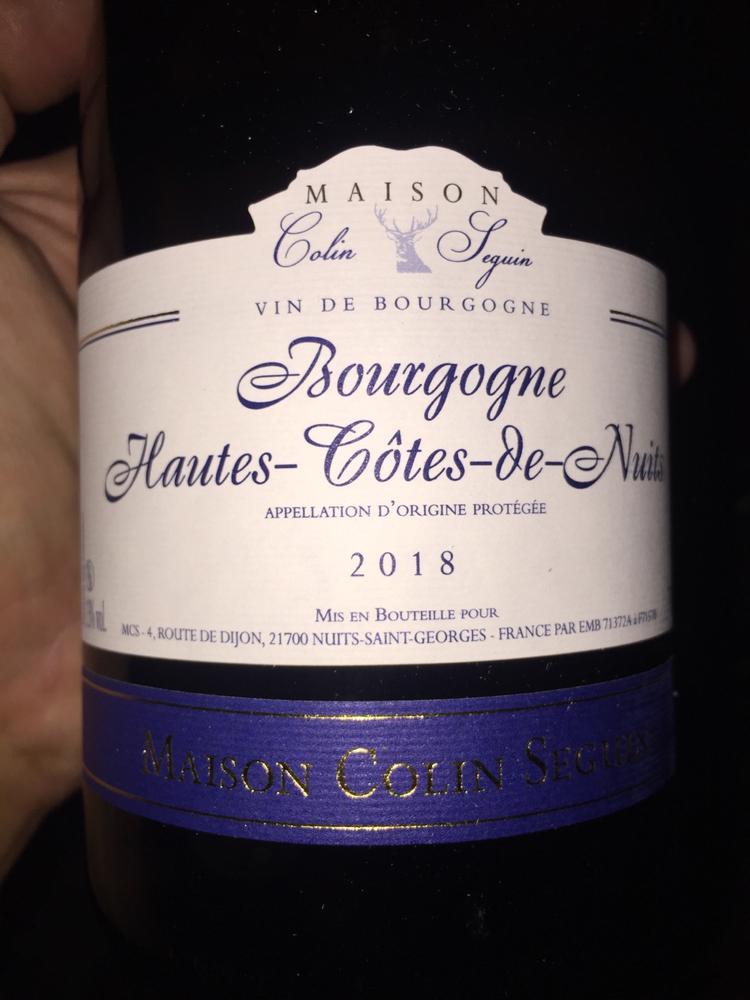 MAISON
Colin Seguin
VIN DE BOURGOGNE
Bourgogne
Hautes-Côtes-de-Nuits
APPELLATION D'ORIGINE PROTÉGÉE
2018
MIS EN BOUTEILLE POUR
MCS - 4, ROUTE DE DIJON, 21700 NUITS-SAINT-GEORGES - FRANCE PAR EMB 71372A à
MAISON COLIN SEGUIN